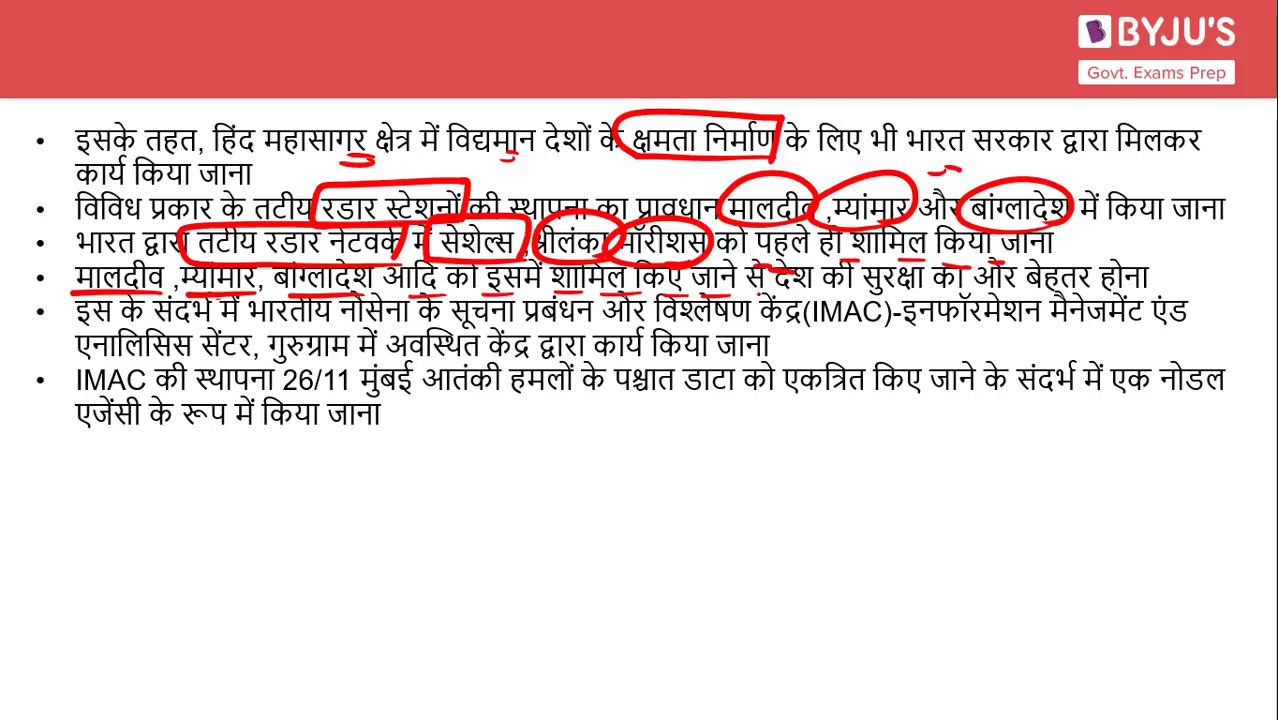 BYJU'S
Govt. Exams Prep
• इसके तहत, हिंद महासागर क्षेत्र में विद्यमान देशों के क्षमता निर्माण के लिए भी भारत सरकार द्वारा मिलकर
कार्य किया जाना
• विविध प्रकार के तटीय रडार स्टेशनों की स्थापना का प्रावधान मालदीव ,म्यांमार और बांग्लादेश में किया जाना
• भारत द्वारा तटीय रडार नेटवर्क में सेशेल्स ,श्रीलंका मॉरीशस को पहले ही शामिल किया जाना
• मालदीव ,म्यांमार, बांग्लादेश आदि को इसमें शामिल किए जाने से देश की सुरक्षा का और बेहतर होना
• इस के संदर्भ में भारतीय नौसेना के सूचना प्रबंधन और विश्लेषण केंद्र(IMAC)-इनफॉरमेशन मैनेजमेंट एंड
एनालिसिस सेंटर, गुरुग्राम में अवस्थित केंद्र द्वारा कार्य किया जाना
• IMAC की स्थापना 26/11 मुंबई आतंकी हमलों के पश्चात डाटा को एकत्रित किए जाने के संदर्भ में एक नोडल
एजेंसी के रूप में किया जाना